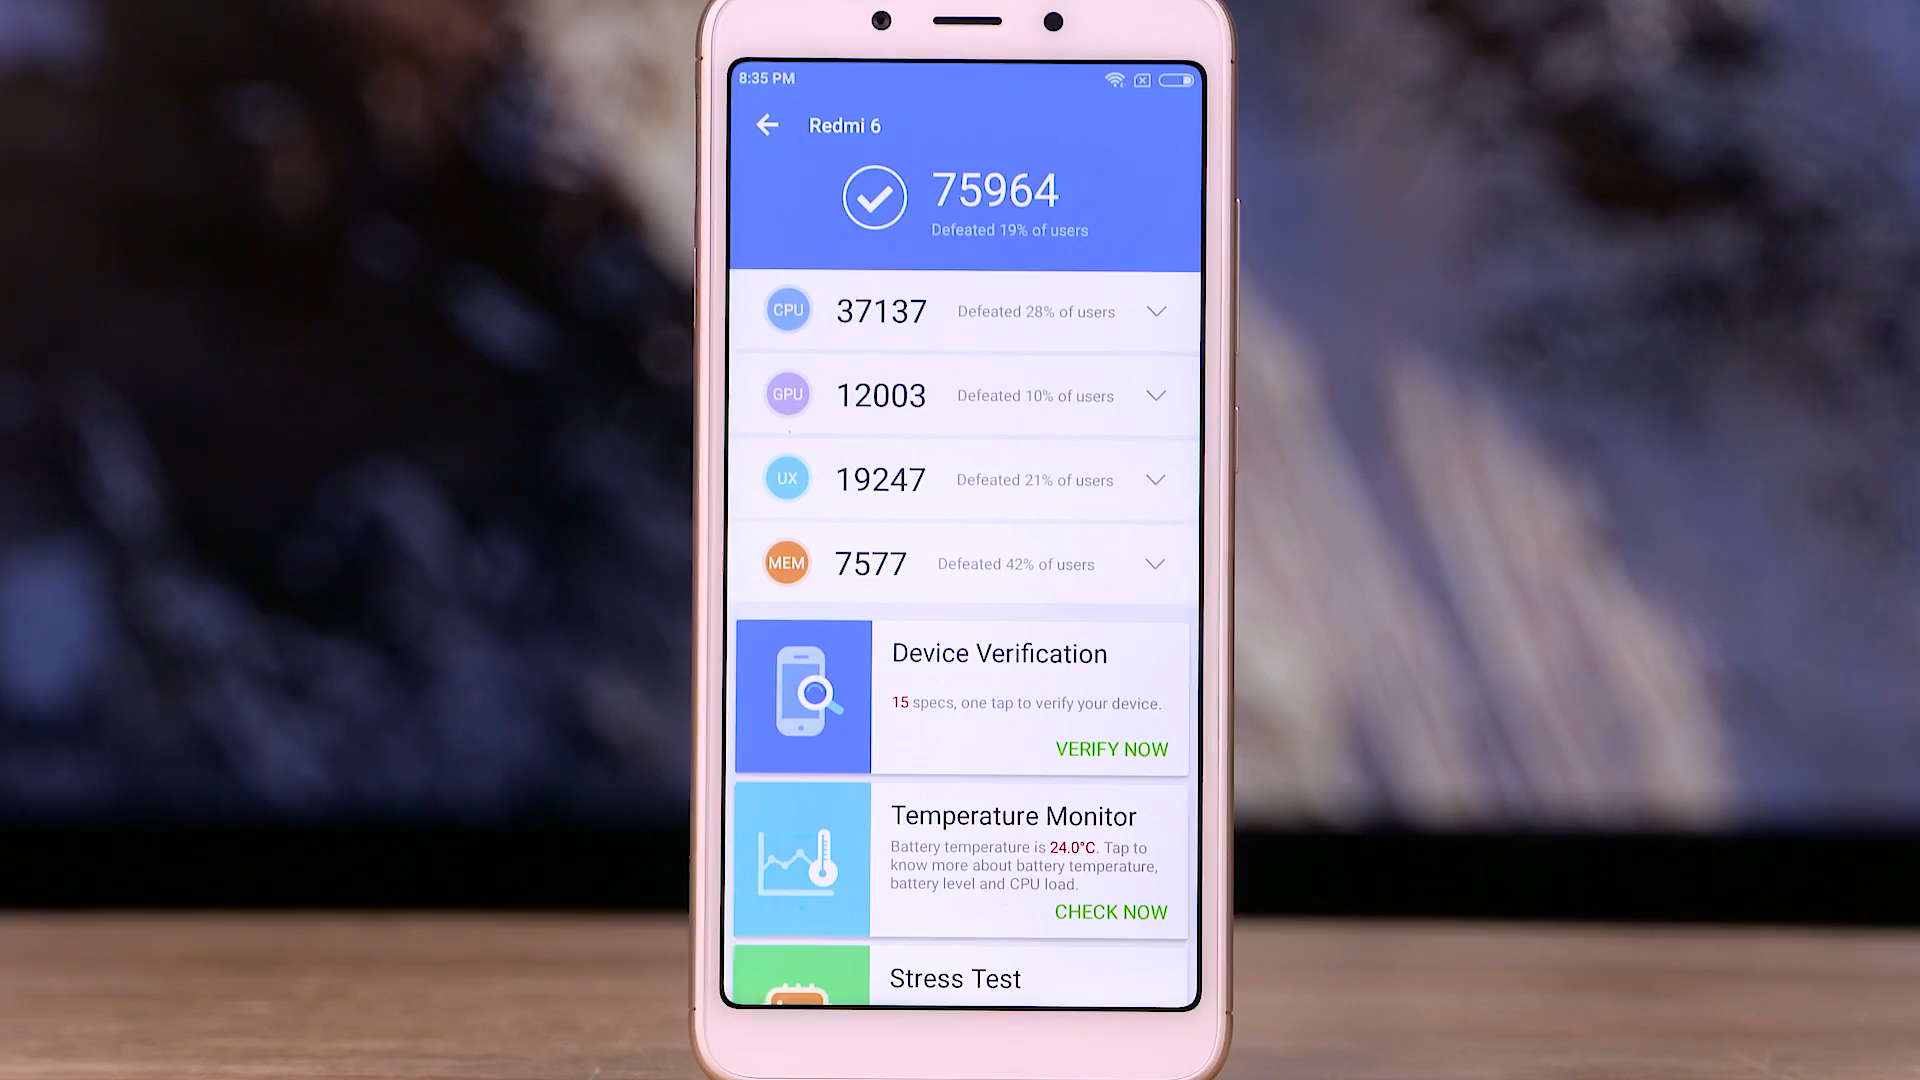 8:35 PM
Redmi 6
75964
Defeated 19% of users
CPU 37137 Defeated 28% of users
GPU 12003 Defeated 10% of users
UX 19247 Defeated 21% of users
MEM 7577 Defeated 42% of users
Device Verification
15 specs, one tap to verify your device.
VERIFY NOW
Temperature Monitor
Battery temperature is 24.0°C. Tap to
know more about battery temperature,
battery level and CPU load.
CHECK NOW
Stress Test